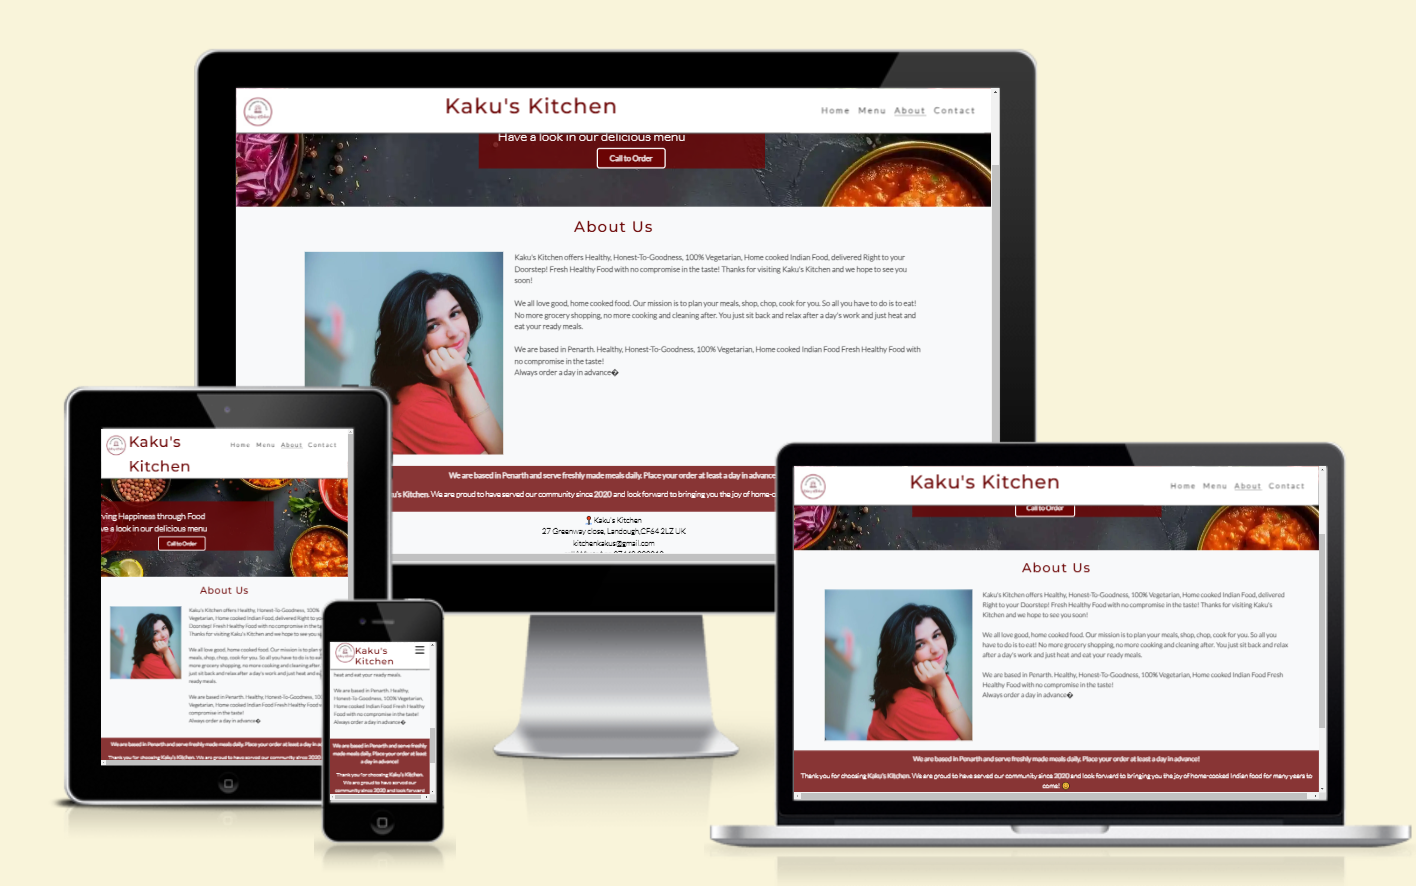 Kaku's Kitchen
Home Menu About Contact
Have a look in our delicious menu
Call to Order
About Us
Kaku's Kitchen offers Healthy, Honest-To-Goodness, 100% Vegetarian, Home cooked Indian Food, delivered Right to your
Doorstep! Fresh Healthy Food with no compromise in the taste! Thanks for visiting Kaku's Kitchen and we hope to see you
soon!
We all love good, home cooked food. Our mission is to plan your meals, shop, chop, cook for you. So all you have to do is to eat!
No more grocery shopping, no more cooking and cleaning after. You just sit back and relax after a day's work and just heat and
eat your ready meals.
We are based in Penarth. Healthy, Honest-To-Goodness, 100% Vegetarian, Home cooked Indian Food Fresh Healthy Food with
no compromise in the taste!
Always order a day in advance�
We are based in Penarth and serve freshly made meals daily. Place your order at least a day in advance
u's Kitchen. We are proud to have served our community since 2020 and look forward to bringing you the joy of home-c
Kaku's Kitchen
27 Greenway close, Landough,CF64 2LZ UK
kitchenkakus@gmail.com
Kaku's
Kitchen
Home Menu About Contact
ving Happiness through Food
ve a look in our delicious menu
Call to Order
About Us
Kaku's Kitchen offers Healthy, Honest-To-Goodness, 100%
Vegetarian, Home cooked Indian Food, delivered Right to you
Doorstep! Fresh Healthy Food with no compromise in the ta
Thanks for visiting Kaku's Kitchen and we hope to see you
We all love good, home cooked food. Our mission is to plan y
meals, shop, chop, cook for you. So all you have to do is to ea
more grocery shopping, no more cooking and cleaning after.
just sit back and relax after a day's work and just heat and e
ready meals.
We are based in Penarth. Healthy, Honest-To-Goodness, 10
Vegetarian, Home cooked Indian Food Fresh Healthy Food w
compromise in the taste!
Always order a day in advance�
We are based in Penarth and serve freshly made meals daily. Place your order at least a day in a
Thank you for choosing Kaku's Kitchen. We are proud to have served our community since 2020
Kaku's
Kitchen
heat and eat your ready meals.
We are based in Penarth. Healthy,
Honest-To-Goodness, 100% Vegetarian,
Home cooked Indian Food Fresh Healthy
Food with no compromise in the taste!
Always order a day in advance�
We are based in Penarth and serve freshly
made meals daily. Place your order at least
a day in advance!
Thank you for choosing Kaku's Kitchen.
We are proud to have served our
community since 2020 and look forward
Kaku's Kitchen
Home Menu About Contact
Call to Order
About Us
Kaku's Kitchen offers Healthy, Honest-To-Goodness, 100% Vegetarian, Home cooked Indian Food, delivered
Right to your Doorstep! Fresh Healthy Food with no compromise in the taste! Thanks for visiting Kaku's
Kitchen and we hope to see you soon!
We all love good, home cooked food. Our mission is to plan your meals, shop, chop, cook for you. So all you
have to do is to eat! No more grocery shopping, no more cooking and cleaning after. You just sit back and relax
after a day's work and just heat and eat your ready meals.
We are based in Penarth. Healthy, Honest-To-Goodness, 100% Vegetarian, Home cooked Indian Food Fresh
Healthy Food with no compromise in the taste!
Always order a day in advance�
We are based in Penarth and serve freshly made meals daily. Place your order at least a day in advance!
Thank you for choosing Kaku's Kitchen. We are proud to have served our community since 2020 and look forward to bringing you the joy of home-cooked Indian food for many years to
come! 😊